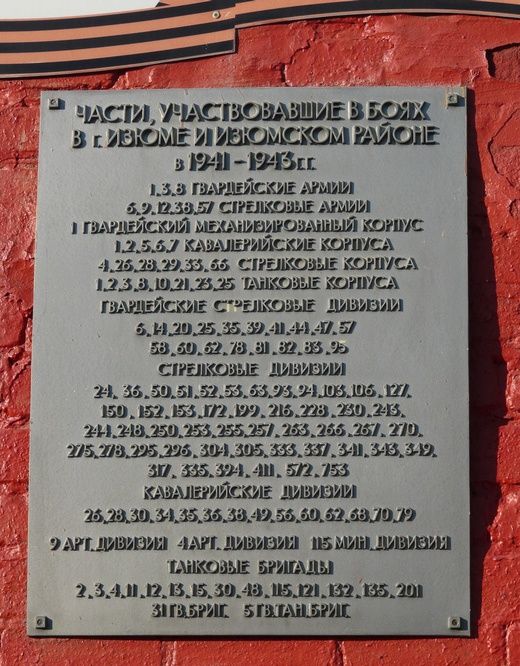 ЧАСТИ, УЧАСТВОВАВШИЕ В БОЯХ
В г. ИЗЮМЕ И ИЗЮМСКОМ РАЙОНЕ
В 1941-1943 г.г.
1,3,8 ГВАРДЕЙСКИЕ АРМИИ
6,9,12,38,57 СТРЕЛКОВЫЕ АРМИИ
1 ГВАРДЕЙСКИЙ МЕХАНИЗИРОВАННЫЙ КОРПУС
1,2,5,6,7 КАВАЛЕРИЙСКИЕ КОРПУСА
4,26,28,29,33,66 СТРЕЛКОВЫЕ КОРПУСА
1,2,3,8,10,21,23,25 ТАНКОВЫЕ КОРПУСА
ГВАРДЕЙСКИЕ СТРЕЛКОВЫЕ ДИВИЗИИ
6,14,20,25,35,39,41,44,47,57
58,60,62,78,81,82,83,95
СТРЕЛКОВЫЕ ДИВИЗИИ
24,36,50,51,52,53,63,93,94,103,106,127,
150,152,153,172,199,216,228,230,243,
244,248,250,253,255,257,263,266,267,270,
275,278,295,296,304,305,333,337,341,343,349,
317,335,394,411,572,753
КАВАЛЕРИЙСКИЕ ДИВИЗИИ
26,28,30,34,35,36,38,49,56,60,62,68,70,79
9 АРТ. ДИВИЗИЯ 4 АРТ. ДИВИЗИЯ 115 МИН. ДИВИЗИЯ
ТАНКОВЫЕ БРИГАДЫ
2,3,4,11,12,13,15,30,48,115,121,132,135,201
31 ГВ.БРИГ. 5 ГВ.ТАН.БРИГ.